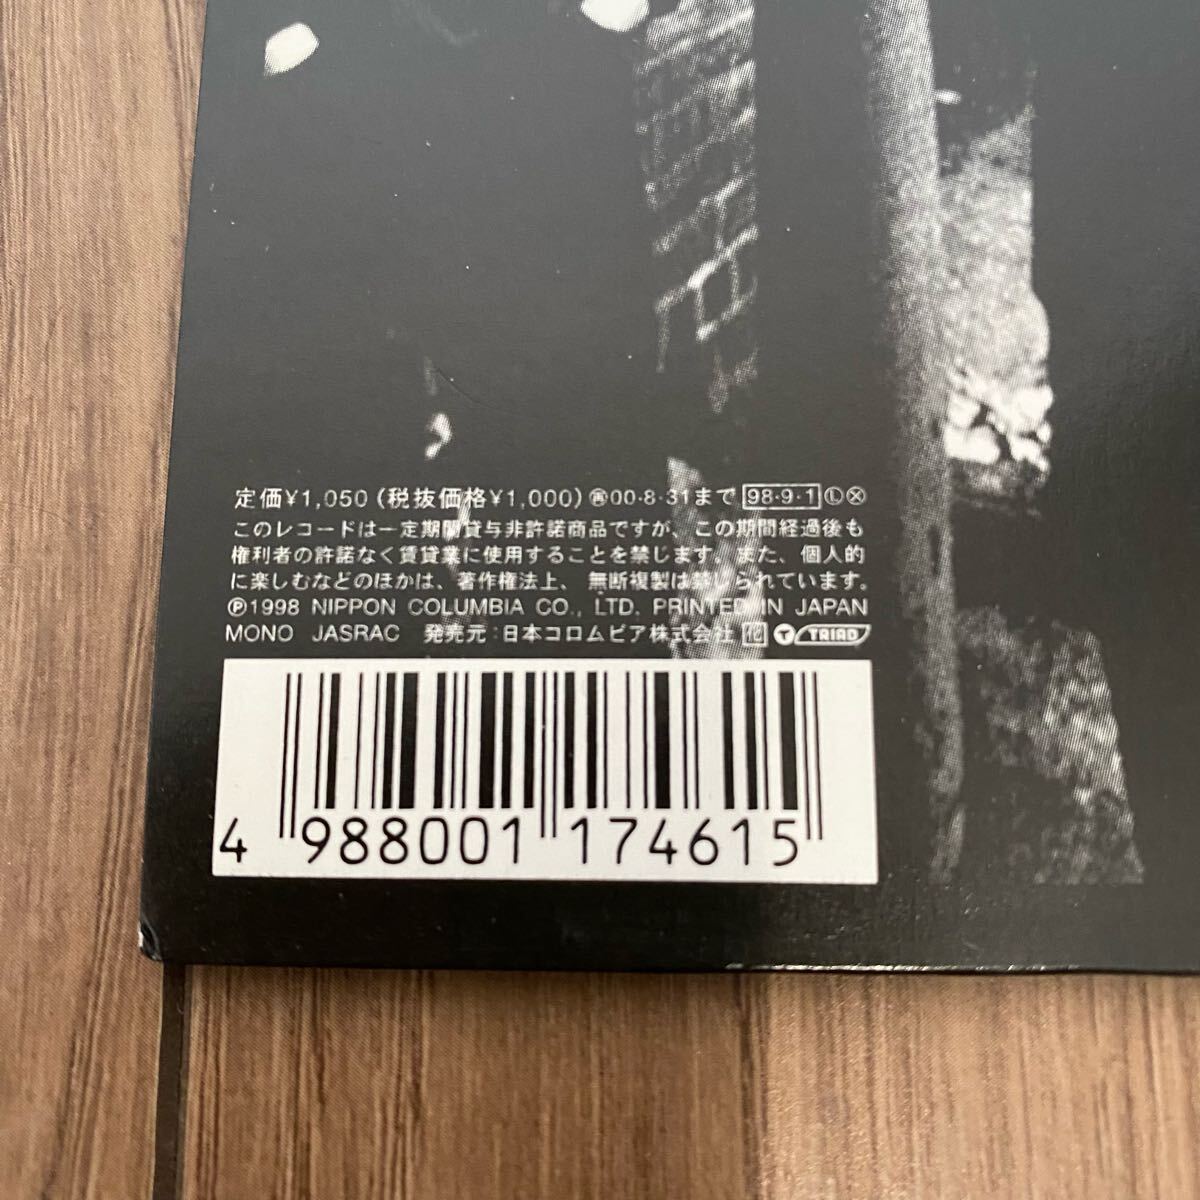 定価¥1,050(税抜価格¥1,000)㋐00・8・31まで 98・9・1 Ⓛ Ⓧ
このレコードは一定期間貸与非許諾商品ですが、この期間経過後も
権利者の許諾なく賃貸業に使用することを禁じます。また、個人的
に楽しむなどのほかは、著作権法上、無断複製は禁じられています。
Ⓟ1998 NIPPON COLUMBIA CO., LTD. PRINTED IN JAPAN
MONO JASRAC 発売元:日本コロムビア株式会社 T TRIAD
4 988001 174615